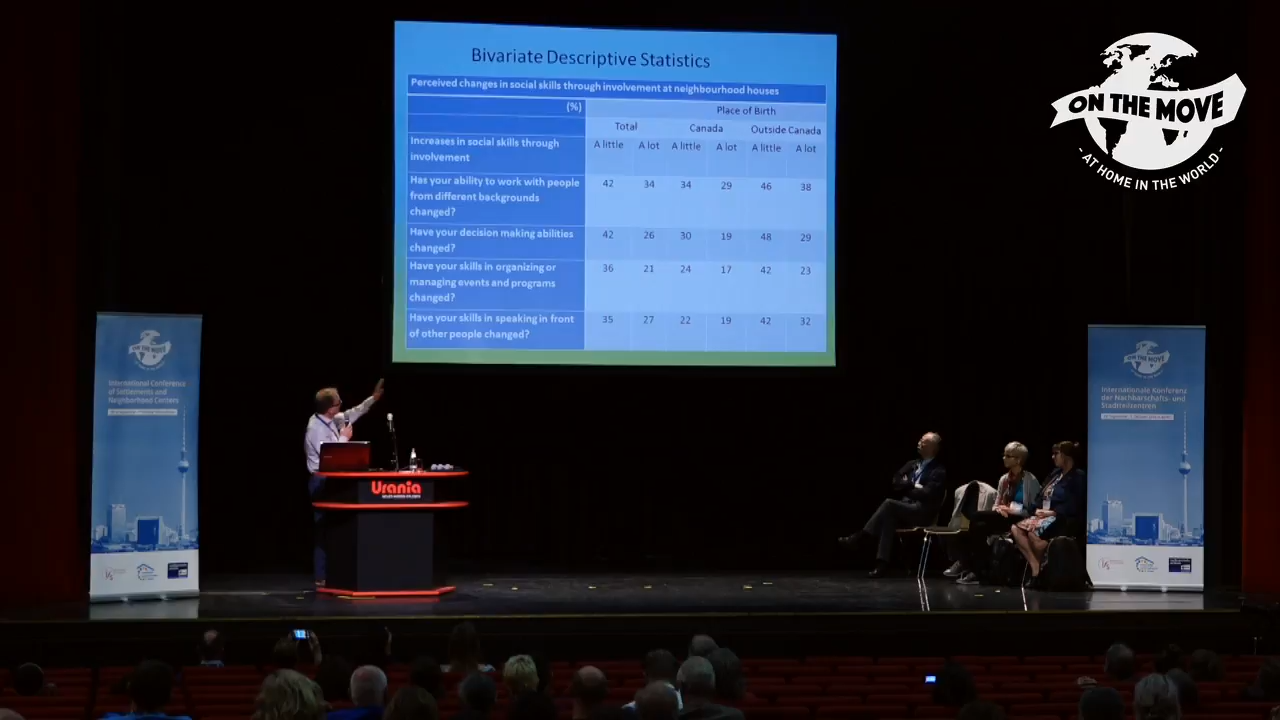 Bivariate Descriptive Statistics
Perceived changes in social skills through involvement at neighbourhood houses
(%)
Place of Birth
Total Canada Outside Canada
Increases in social skills through
involvement
A little A lot A little A lot A little A lot
Has your ability to work with people
from different backgrounds
changed?
42 34 34 29 46 38
Have your decision making abilities
changed?
42 26 30 19 48 29
Have your skills in organizing or
managing events and programs
changed?
36 21 24 17 42 23
Have your skills in speaking in front
of other people changed?
35 27 22 19 42 32
ON THE MOVE
- AT HOME IN THE WORLD -
ON THE MOVE
International Conference
of Settlements and
Neighborhood Centers
Urania
ON THE MOVE
Internationale Konferenz
der Nachbarschafts- und
Stadtteilzentren